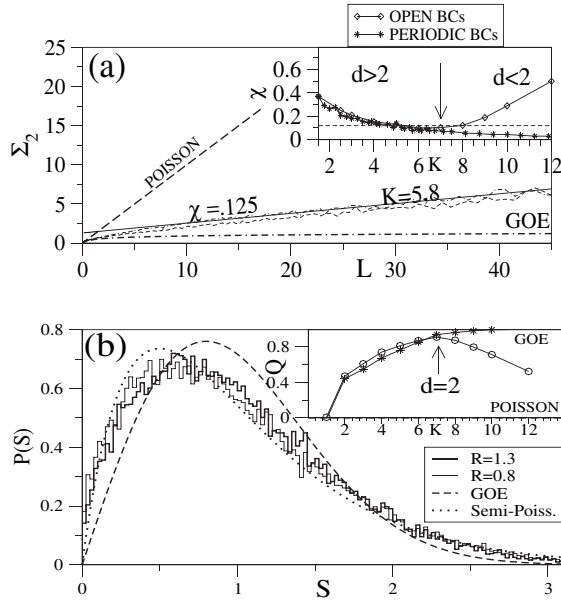 OPEN BCs
PERIODIC BCs
25
20
15
10
5
0
Σ2
(a)
POISSON
χ
0.6
0.4
0.2
0
d>2
d<2
2 4 6 K 8 10 12
χ =.125
K=5.8
GOE
0 10 20 30 40
L
0.8
0.6
0.4
0.2
0
P(S)
(b)
Q
0.8
0.4
0
GOE
d=2
POISSON
2 4 6 K 8 10 12
R=1.3
R=0.8
GOE
Semi-Poiss.
0 1 2 3
S